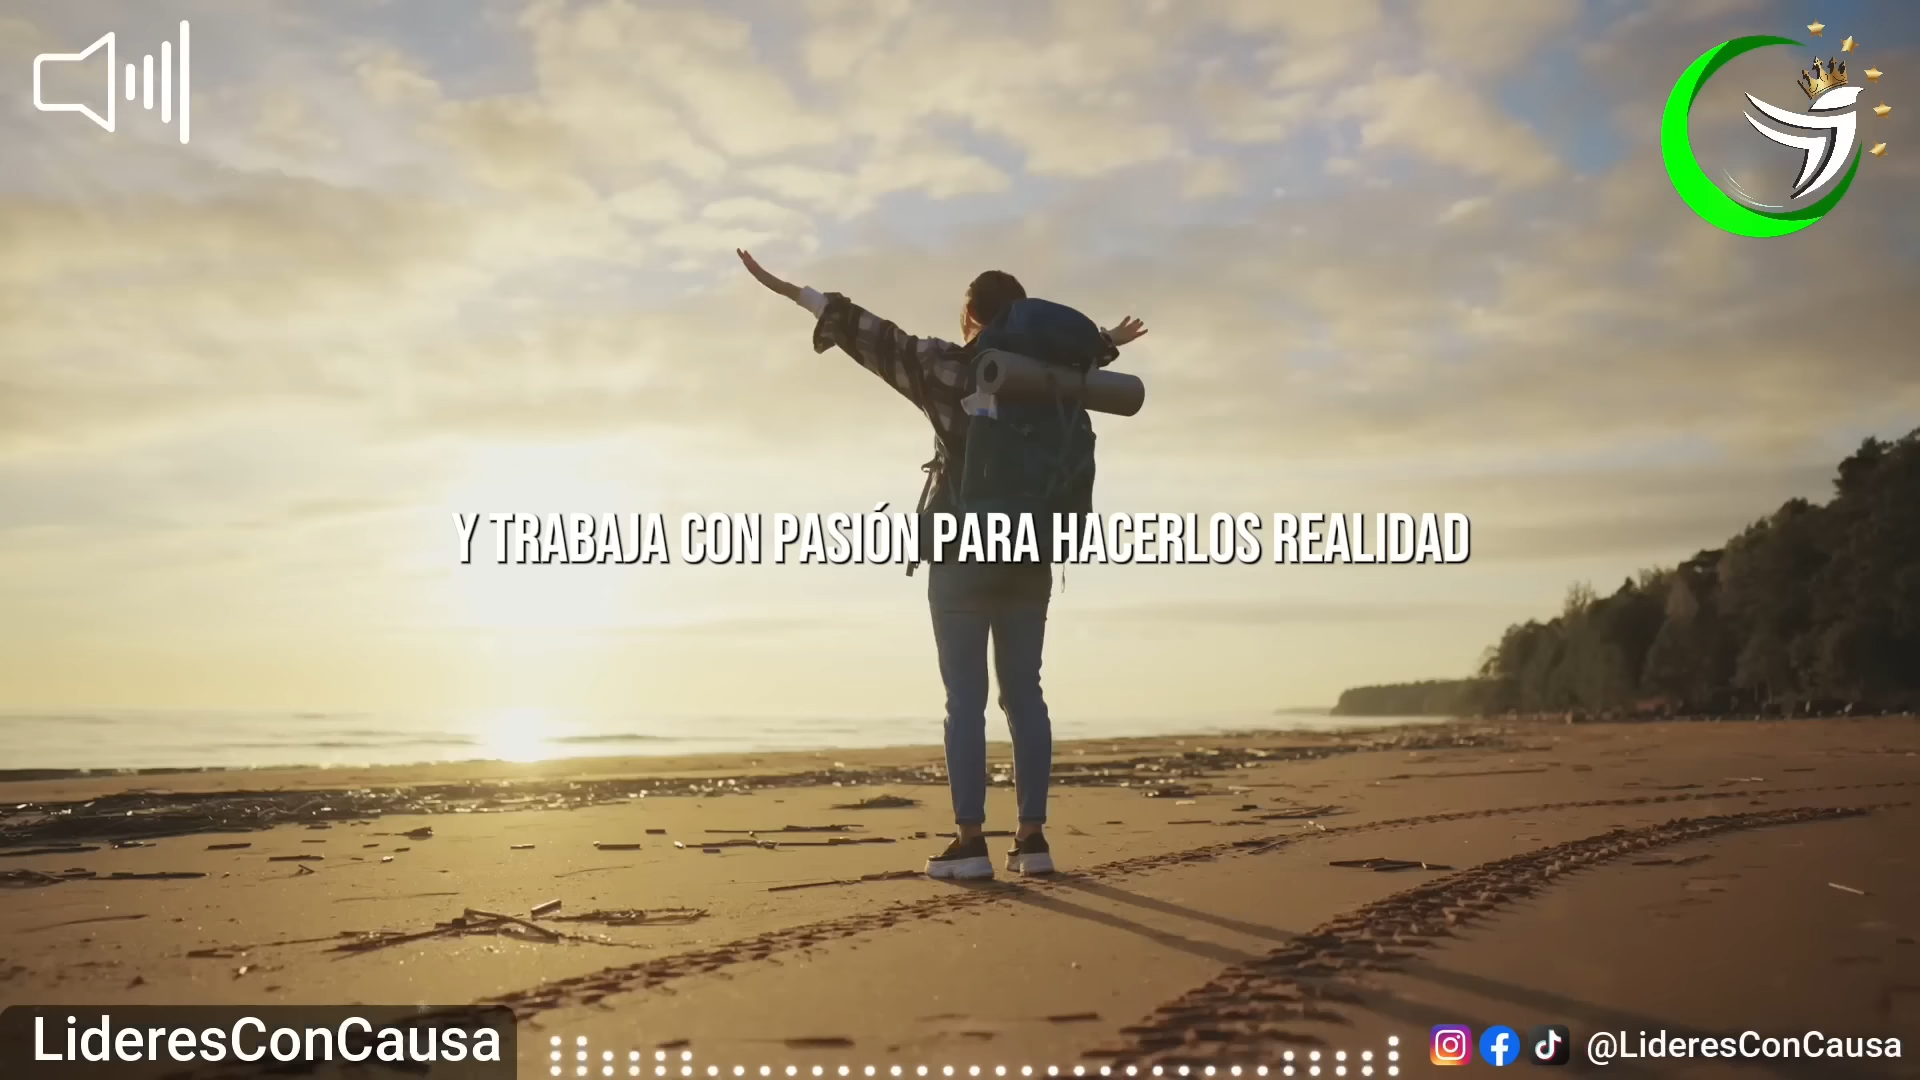 Y TRABAJA CON PASIÓN PARA HACERLOS REALIDAD
LideresConCausa
@LideresConCausa